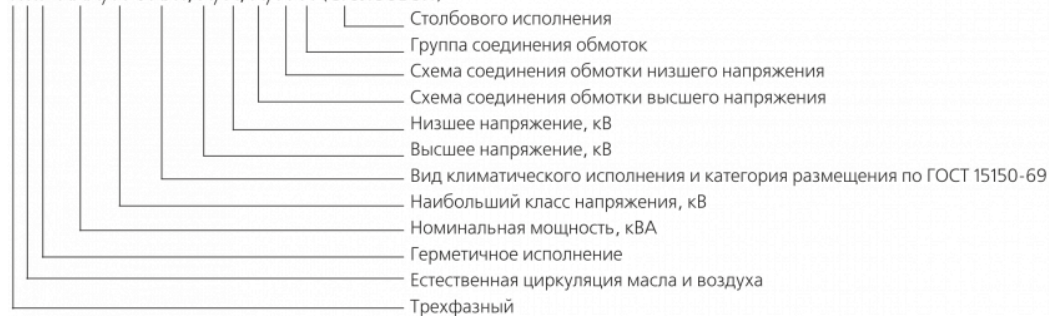 Столбового исполнения
Группа соединения обмоток
Схема соединения обмотки низшего напряжения
Схема соединения обмотки высшего напряжения
Низшее напряжение, кВ
Высшее напряжение, кВ
Вид климатического исполнения и категория размещения по ГОСТ 15150-69
Наибольший класс напряжения, кВ
Номинальная мощность, кВА
Герметичное исполнение
Естественная циркуляция масла и воздуха
Трехфазный